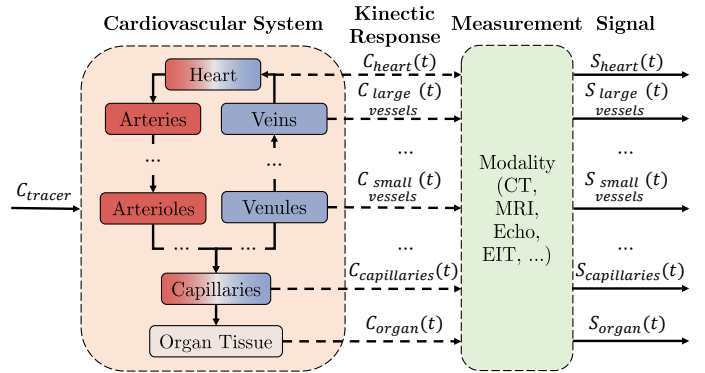 Cardiovascular System
Kinectic
Response
Measurement
Signal
Heart
Arteries
Veins
...
...
Arterioles
Venules
...
...
Capillaries
Organ Tissue
C_tracer
C_heart(t)
C_large vessels(t)
...
C_small vessels(t)
...
C_capillaries(t)
C_organ(t)
Modality
(CT,
MRI,
Echo,
EIT, ...)
S_heart(t)
S_large vessels(t)
...
S_small vessels(t)
...
S_capillaries(t)
S_organ(t)